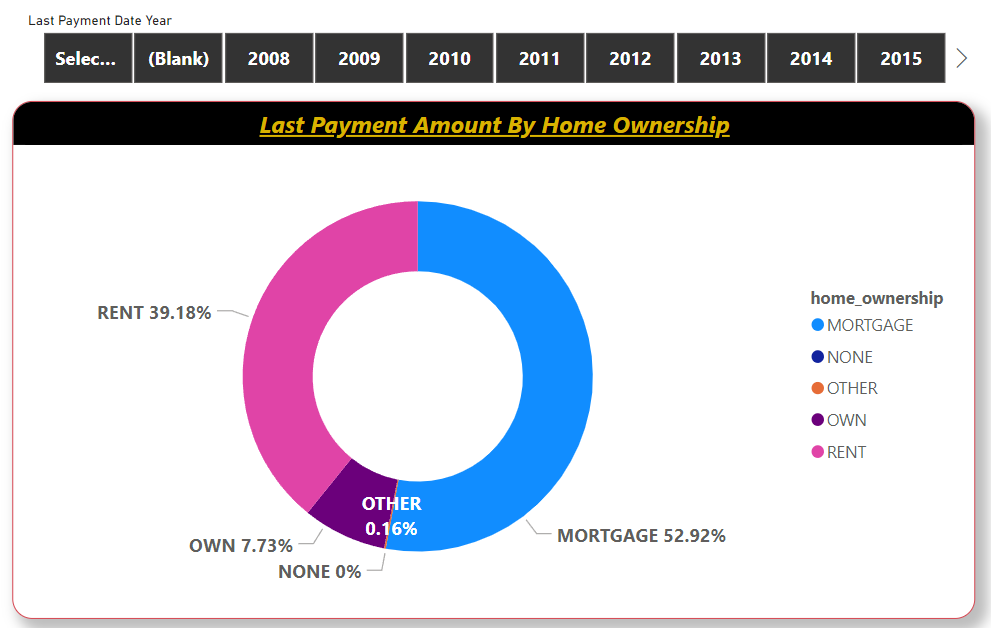 Last Payment Date Year
Selec... (Blank) 2008 2009 2010 2011 2012 2013 2014 2015
Last Payment Amount By Home Ownership
RENT 39.18%
OTHER
0.16%
OWN 7.73%
NONE 0%
MORTGAGE 52.92%
home_ownership
MORTGAGE
NONE
OTHER
OWN
RENT